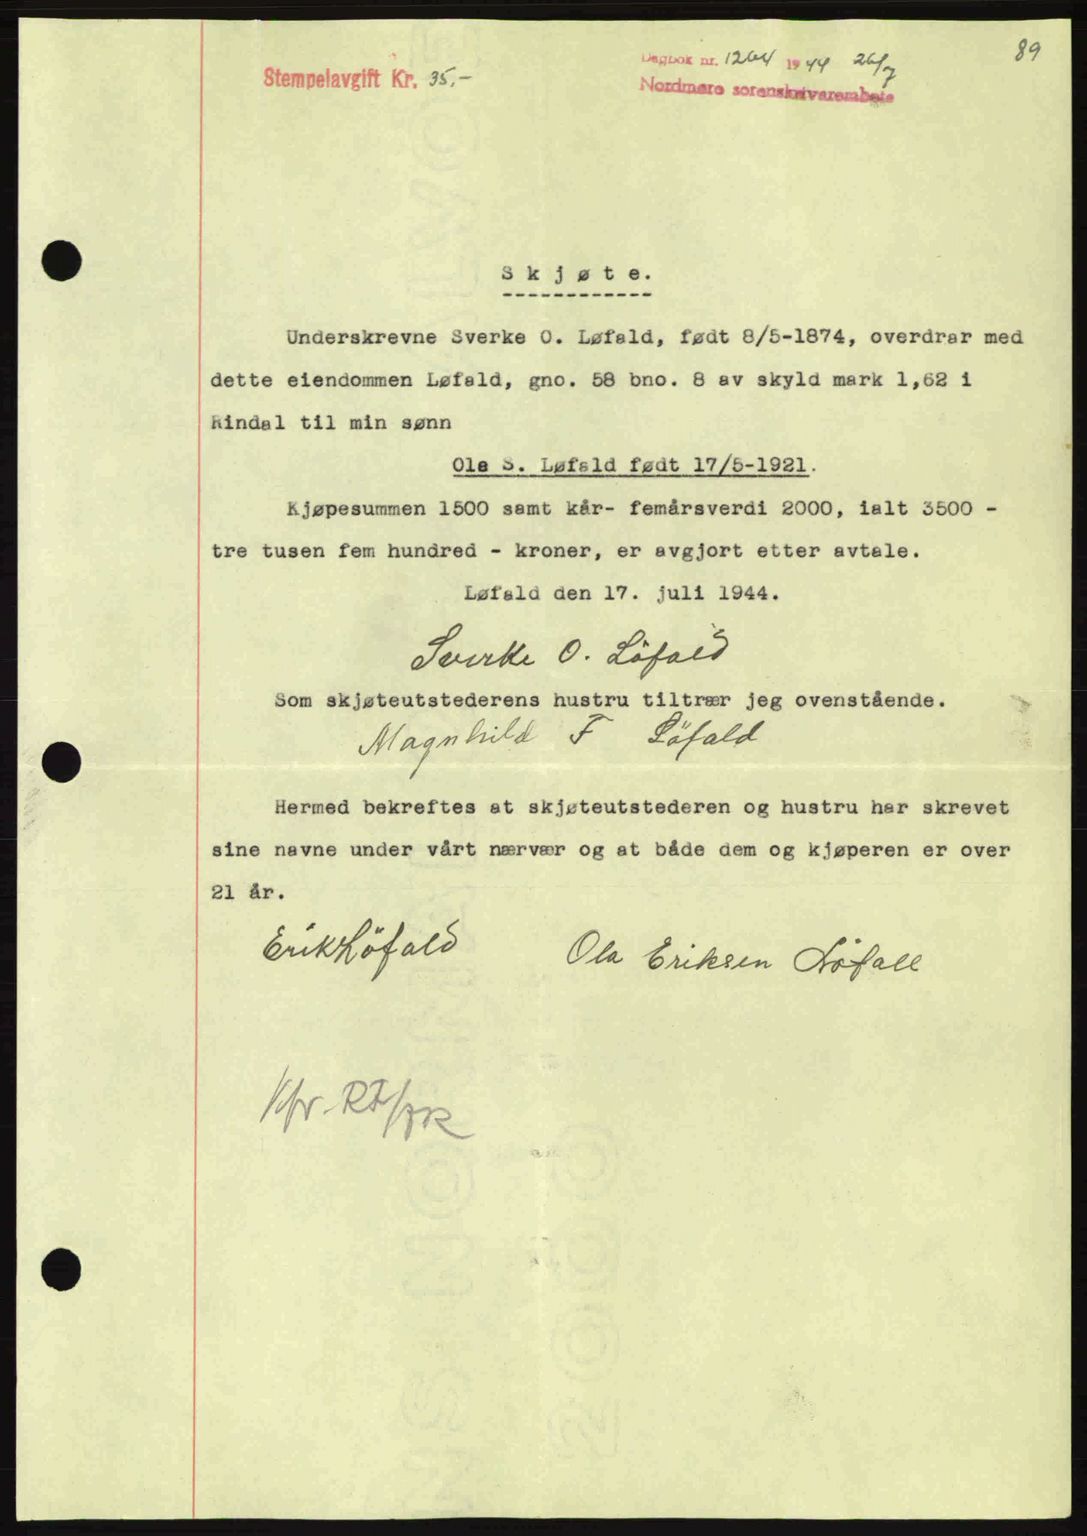 89
Stempelavgift Kr. 35,-
Dagbok nr. 1264 1944 26/7
Nordmøre sorenskriverembete
Skjøte.
Underskrevne Sverke O. Løfald, født 8/5-1874, overdrar med
dette eiendommen Løfald, gno. 58 bno. 8 av skyld mark 1,62 i
Rindal til min sønn
Ola S. Løfald født 17/5-1921.
Kjøpesummen 1500 samt kår- femårsverdi 2000, ialt 3500 -
tre tusen fem hundred - kroner, er avgjort etter avtale.
Løfald den 17. juli 1944.
Sverke O. Löfald
Som skjøteutstederens hustru tiltrær jeg ovenstående.
Magnhild F Löfald
Hermed bekreftes at skjøteutstederen og hustru har skrevet
sine navne under vårt nærvær og at både dem og kjøperen er over
21 år.
Erik Löfald Ola Eriksen Löfall